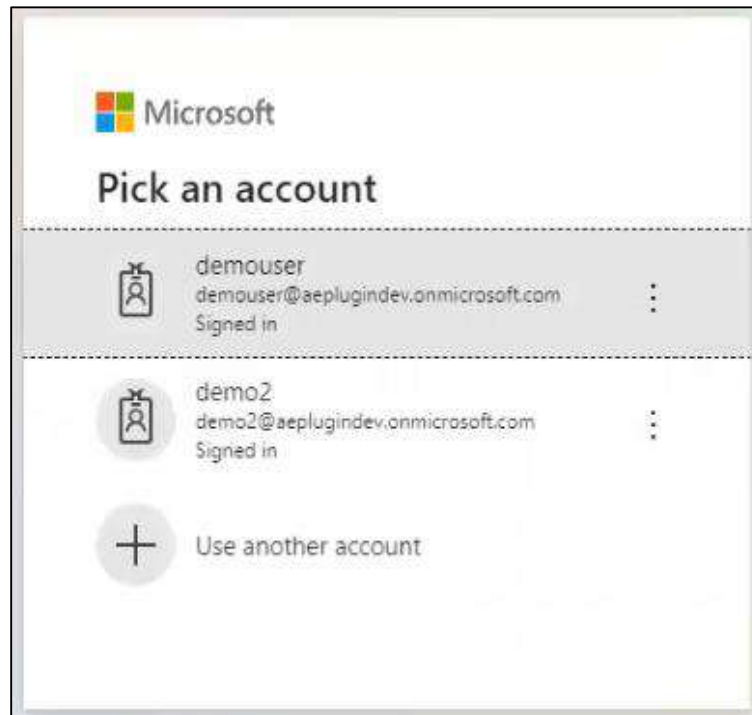 Microsoft
Pick an account
demouser
demouser@aeplugindev.onmicrosoft.com
Signed in
demo2
demo2@aeplugindev.onmicrosoft.com
Signed in
Use another account